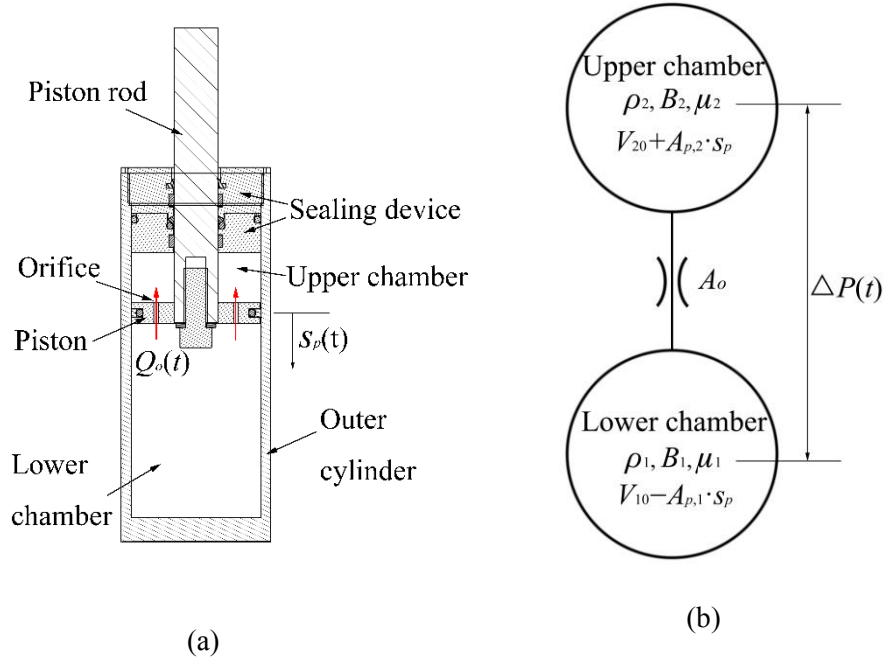 Piston rod
Sealing device
Orifice
Upper chamber
Piston
Sₚ(t)
Qₒ(t)
Lower
chamber
Outer
cylinder
(a)
Upper chamber
ρ₂, B₂, μ₂
V₂₀+Aₚ,₂·sₚ
Aₒ
△P(t)
Lower chamber
ρ₁, B₁, μ₁
V₁₀−Aₚ,₁·sₚ
(b)